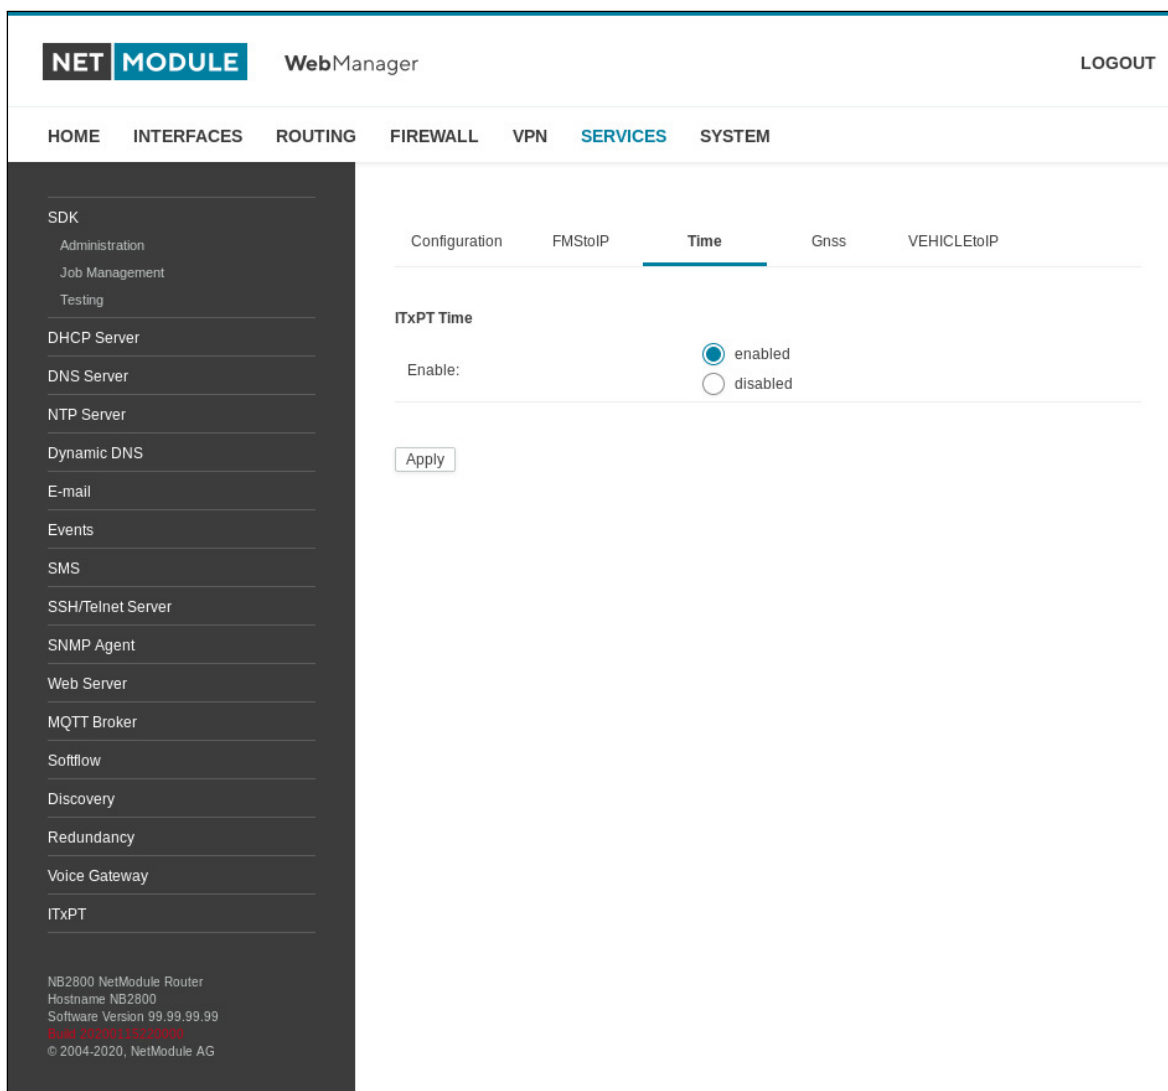 NET MODULE WebManager LOGOUT
HOME INTERFACES ROUTING FIREWALL VPN SERVICES SYSTEM
SDK
Administration
Job Management
Testing
DHCP Server
DNS Server
NTP Server
Dynamic DNS
E-mail
Events
SMS
SSH/Telnet Server
SNMP Agent
Web Server
MQTT Broker
Softflow
Discovery
Redundancy
Voice Gateway
ITxPT
NB2800 NetModule Router
Hostname NB2800
Software Version 99.99.99.99
Build
© 2004-2020, NetModule AG
Configuration FMStoIP Time Gnss VEHICLEtoIP
ITxPT Time
Enable:
enabled
disabled
Apply